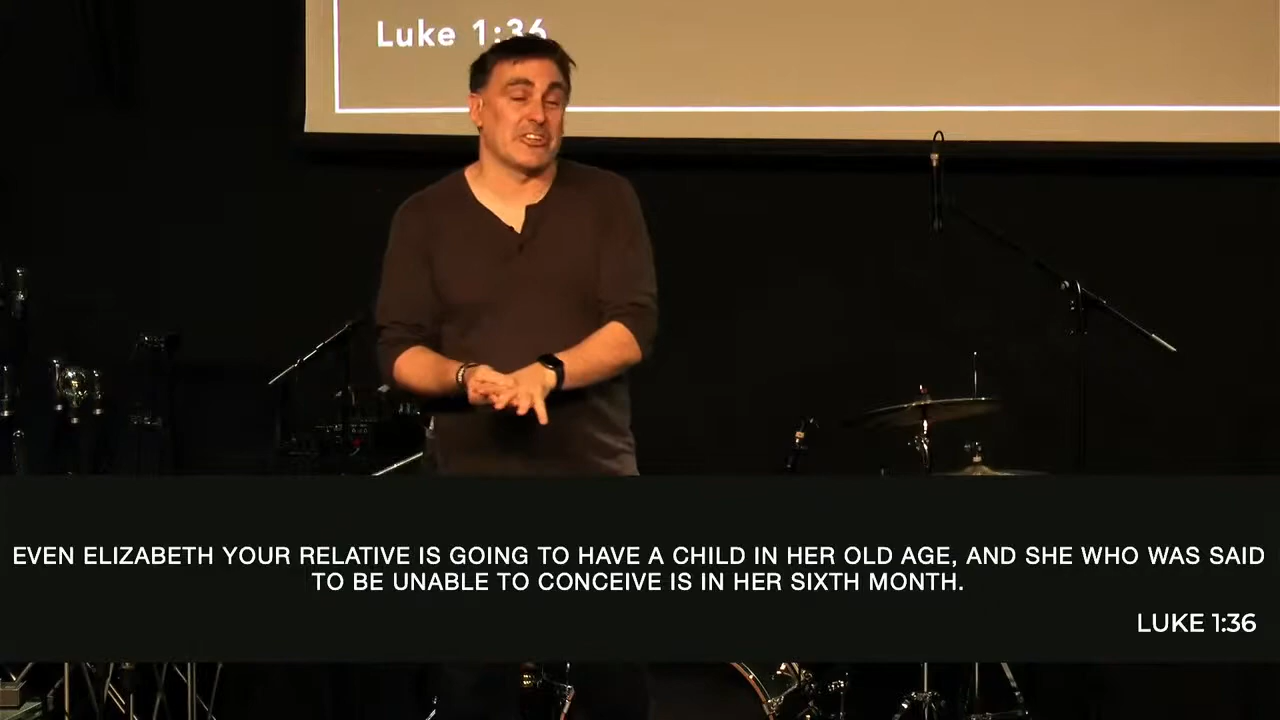 Luke 1:36
EVEN ELIZABETH YOUR RELATIVE IS GOING TO HAVE A CHILD IN HER OLD AGE, AND SHE WHO WAS SAID
TO BE UNABLE TO CONCEIVE IS IN HER SIXTH MONTH.
LUKE 1:36